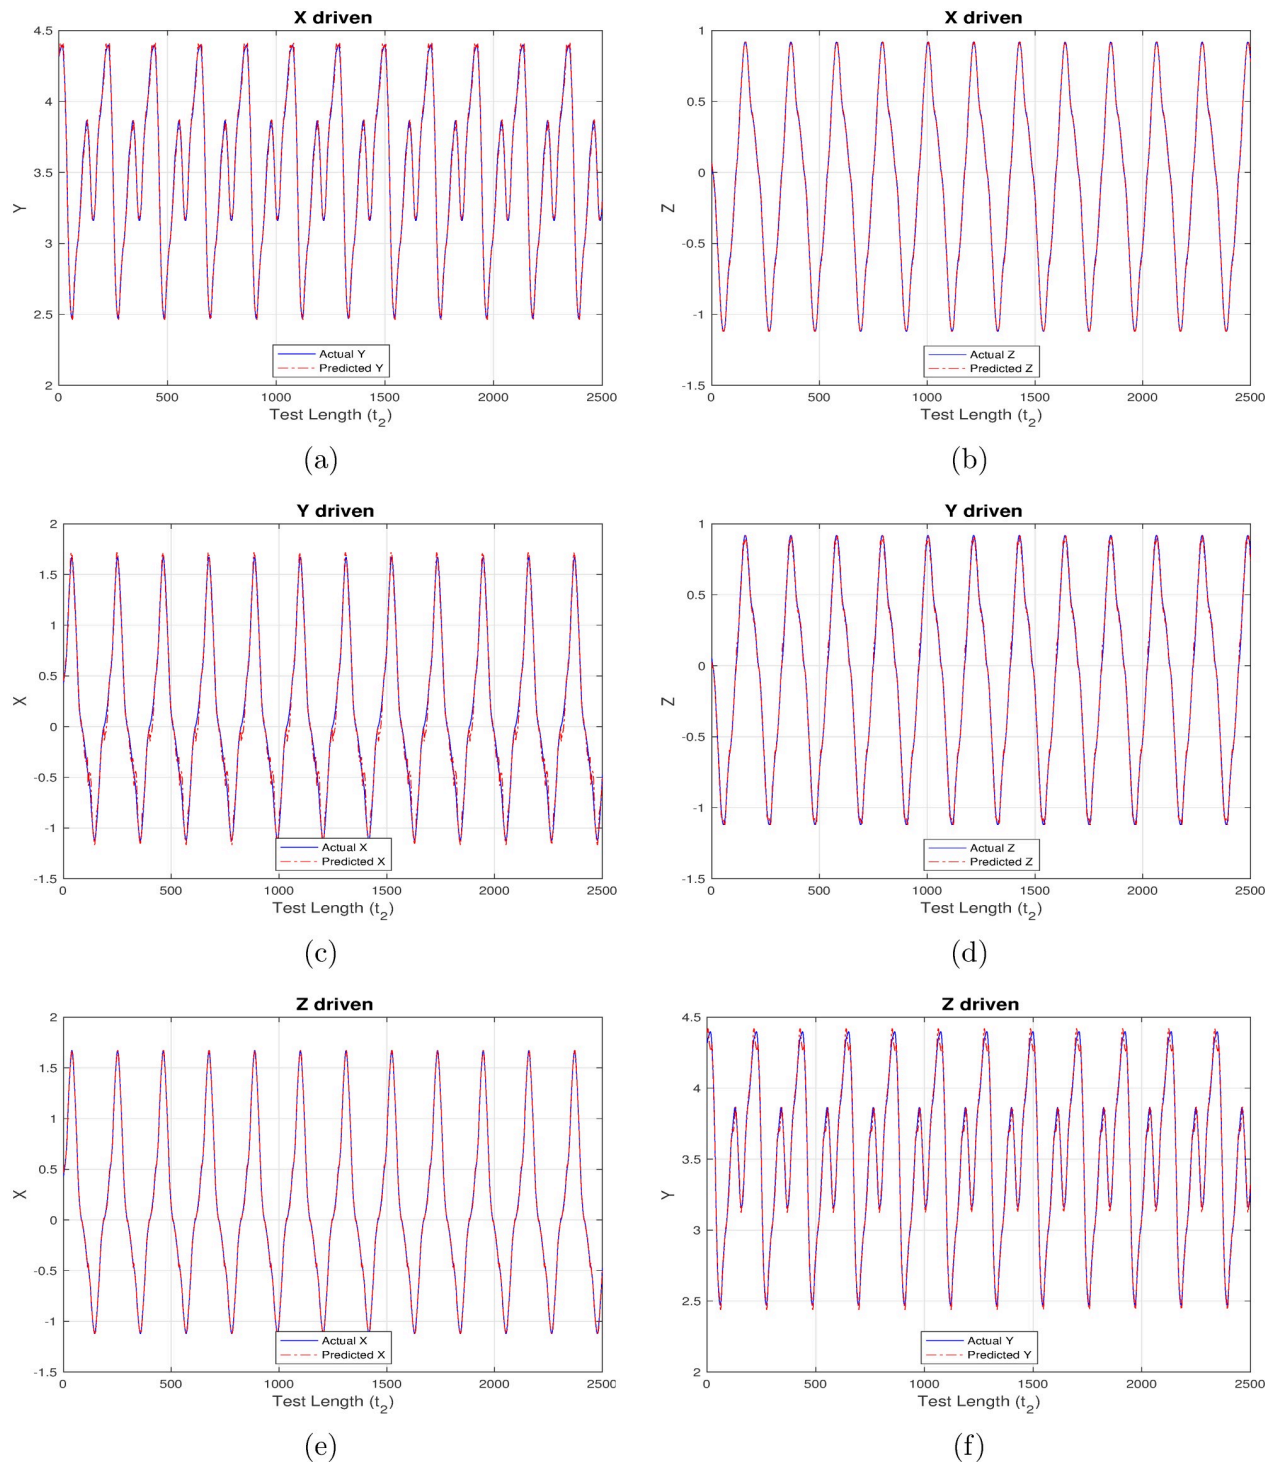 X driven
4.5
4
3.5
3
2.5
2
Y
Actual Y
Predicted Y
0 500 1000 1500 2000 2500
Test Length (t2)
(a)
X driven
1
0.5
0
-0.5
-1
-1.5
Z
Actual Z
Predicted Z
0 500 1000 1500 2000 2500
Test Length (t2)
(b)
Y driven
2
1.5
1
0.5
0
-0.5
-1
-1.5
X
Actual X
Predicted X
0 500 1000 1500 2000 2500
Test Length (t2)
(c)
Y driven
1
0.5
0
-0.5
-1
-1.5
Z
Actual Z
Predicted Z
0 500 1000 1500 2000 2500
Test Length (t2)
(d)
Z driven
2
1.5
1
0.5
0
-0.5
-1
-1.5
X
Actual X
Predicted X
0 500 1000 1500 2000 2500
Test Length (t2)
(e)
Z driven
4.5
4
3.5
3
2.5
2
Y
Actual Y
Predicted Y
0 500 1000 1500 2000 2500
Test Length (t2)
(f)